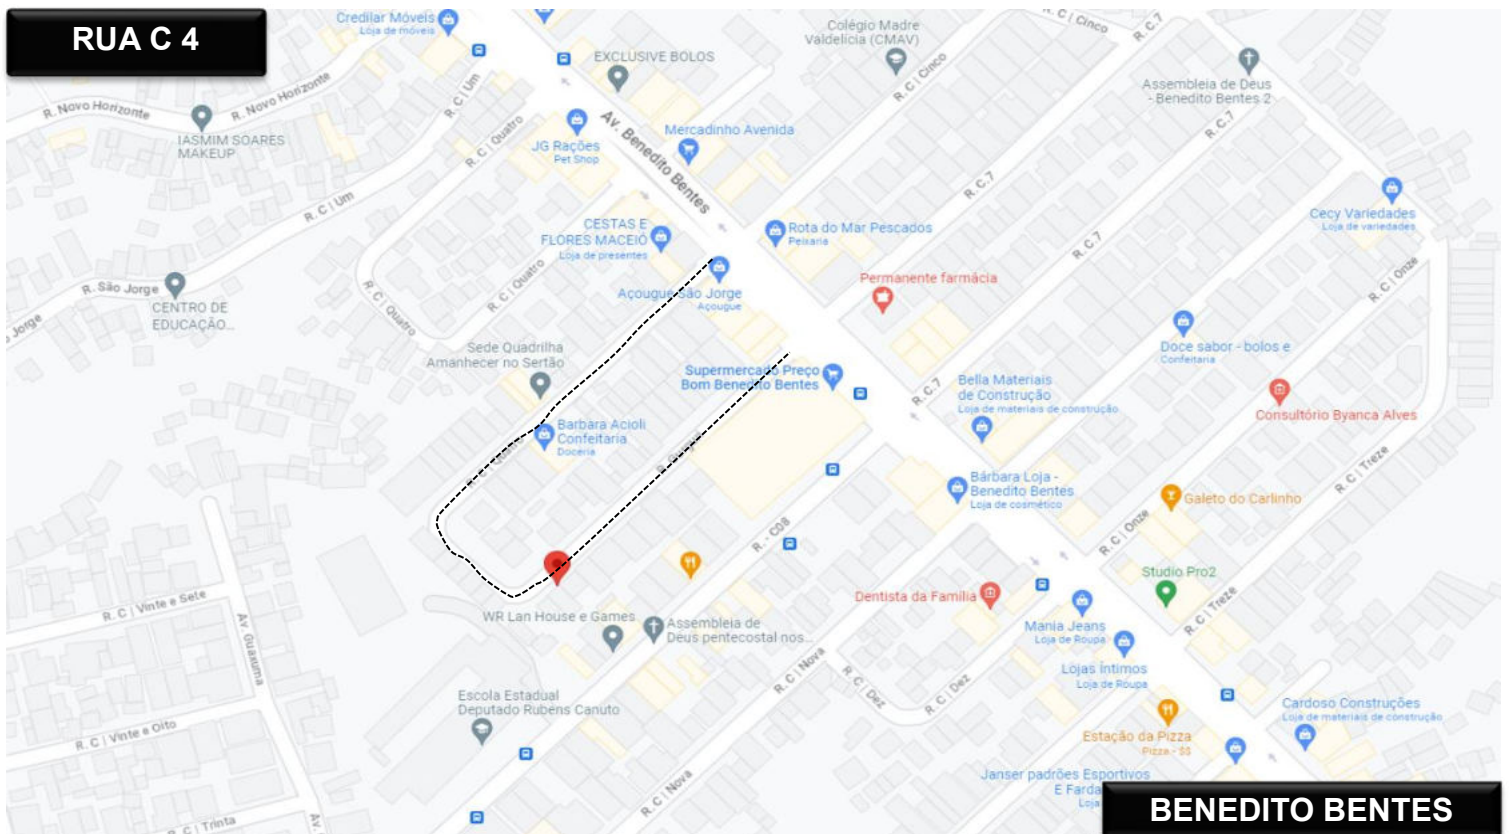 RUA C 4
Credilar Móveis
Loja de móveis
EXCLUSIVE BOLOS
Colégio Madre
Valdelícia (CMAV)
R. C | Cinco
R. C.7
R. C | Cinco
Assembleia de Deus
- Benedito Bentes 2
R. Novo Horizonte
R. Novo Horizonte
R. C | Um
IASMIM SOARES
MAKEUP
R. C | Quatro
JG Rações
Pet Shop
Av. Benedito Bentes
Mercadinho Avenida
R. C.7
R. C.7
R. C | Um
CESTAS E
FLORES MACEIÓ
Loja de presentes
Rota do Mar Pescados
Peixaria
Cecy Variedades
Loja de variedades
R. C.7
R. São Jorge
CENTRO DE
EDUCAÇÃO...
Jorge
R. C | Quatro
R. C | Quatro
Açougue São Jorge
Açougue
Permanente farmácia
R. C | Onze
Sede Quadrilha
Amanhecer no Sertão
Supermercado Preço
Bom Benedito Bentes
Doce sabor - bolos e
Confeitaria
R. C.7
Bella Materiais
de Construção
Loja de materiais de construção
Consultório Byanca Alves
Barbara Acioli
Confeitaria
Doceria
Bárbara Loja -
Benedito Bentes
Loja de cosmético
R. C | Treze
Galeto do Carlinho
R. - C08
R. C | Onze
Studio Pro2
R. C | Vinte e Sete
Av. Guaxuma
WR Lan House e Games
Assembleia de
Deus pentecostal nos...
Dentista da Família
Mania Jeans
Loja de Roupa
R. C | Treze
Lojas Íntimos
Loja de Roupa
R. C | Nova
R. C | Dez
R. C | Dez
Escola Estadual
Deputado Rubens Canuto
Cardoso Construções
Loja de materiais de construção
R. C | Vinte e Oito
Estação da Pizza
Pizza - $$
Janser padrões Esportivos
E Farda
Loja
R. C | Nova
R. C | Trinta
Av.
BENEDITO BENTES